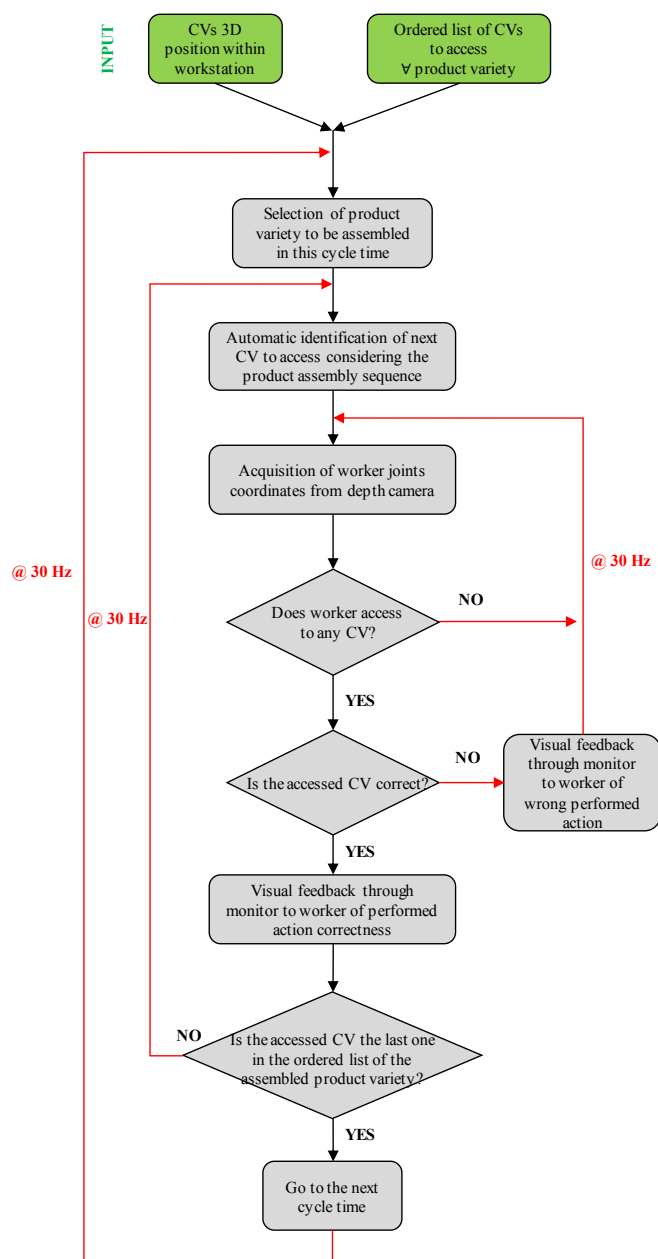 INPUT
CVs 3D
position within
workstation
Ordered list of CVs
to access
∀ product variety
Selection of product
variety to be assembled
in this cycle time
Automatic identification of next
CV to access considering the
product assembly sequence
Acquisition of worker joints
coordinates from depth camera
@ 30 Hz
@ 30 Hz
@ 30 Hz
Does worker access
to any CV?
NO
YES
Is the accessed CV correct?
NO
Visual feedback
through monitor
to worker of
wrong performed
action
YES
Visual feedback through
monitor to worker of performed
action correctness
NO
Is the accessed CV the last one
in the ordered list of the
assembled product variety?
YES
Go to the next
cycle time